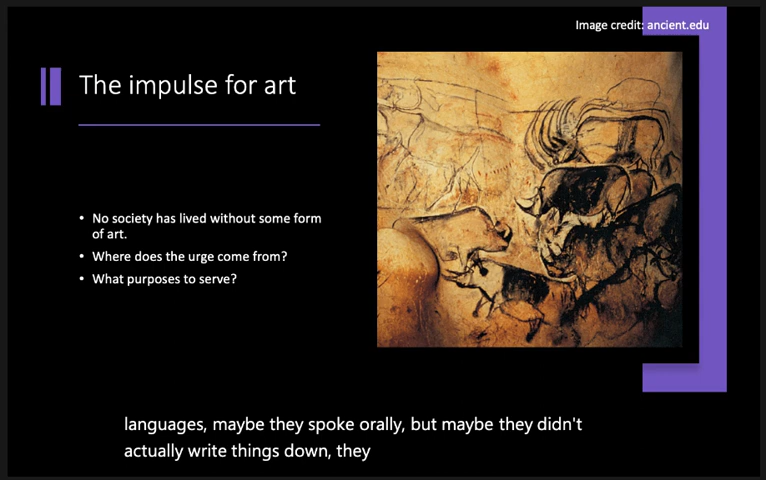 Image credit: ancient.edu
The impulse for art
• No society has lived without some form
of art.
• Where does the urge come from?
• What purposes to serve?
languages, maybe they spoke orally, but maybe they didn't
actually write things down, they